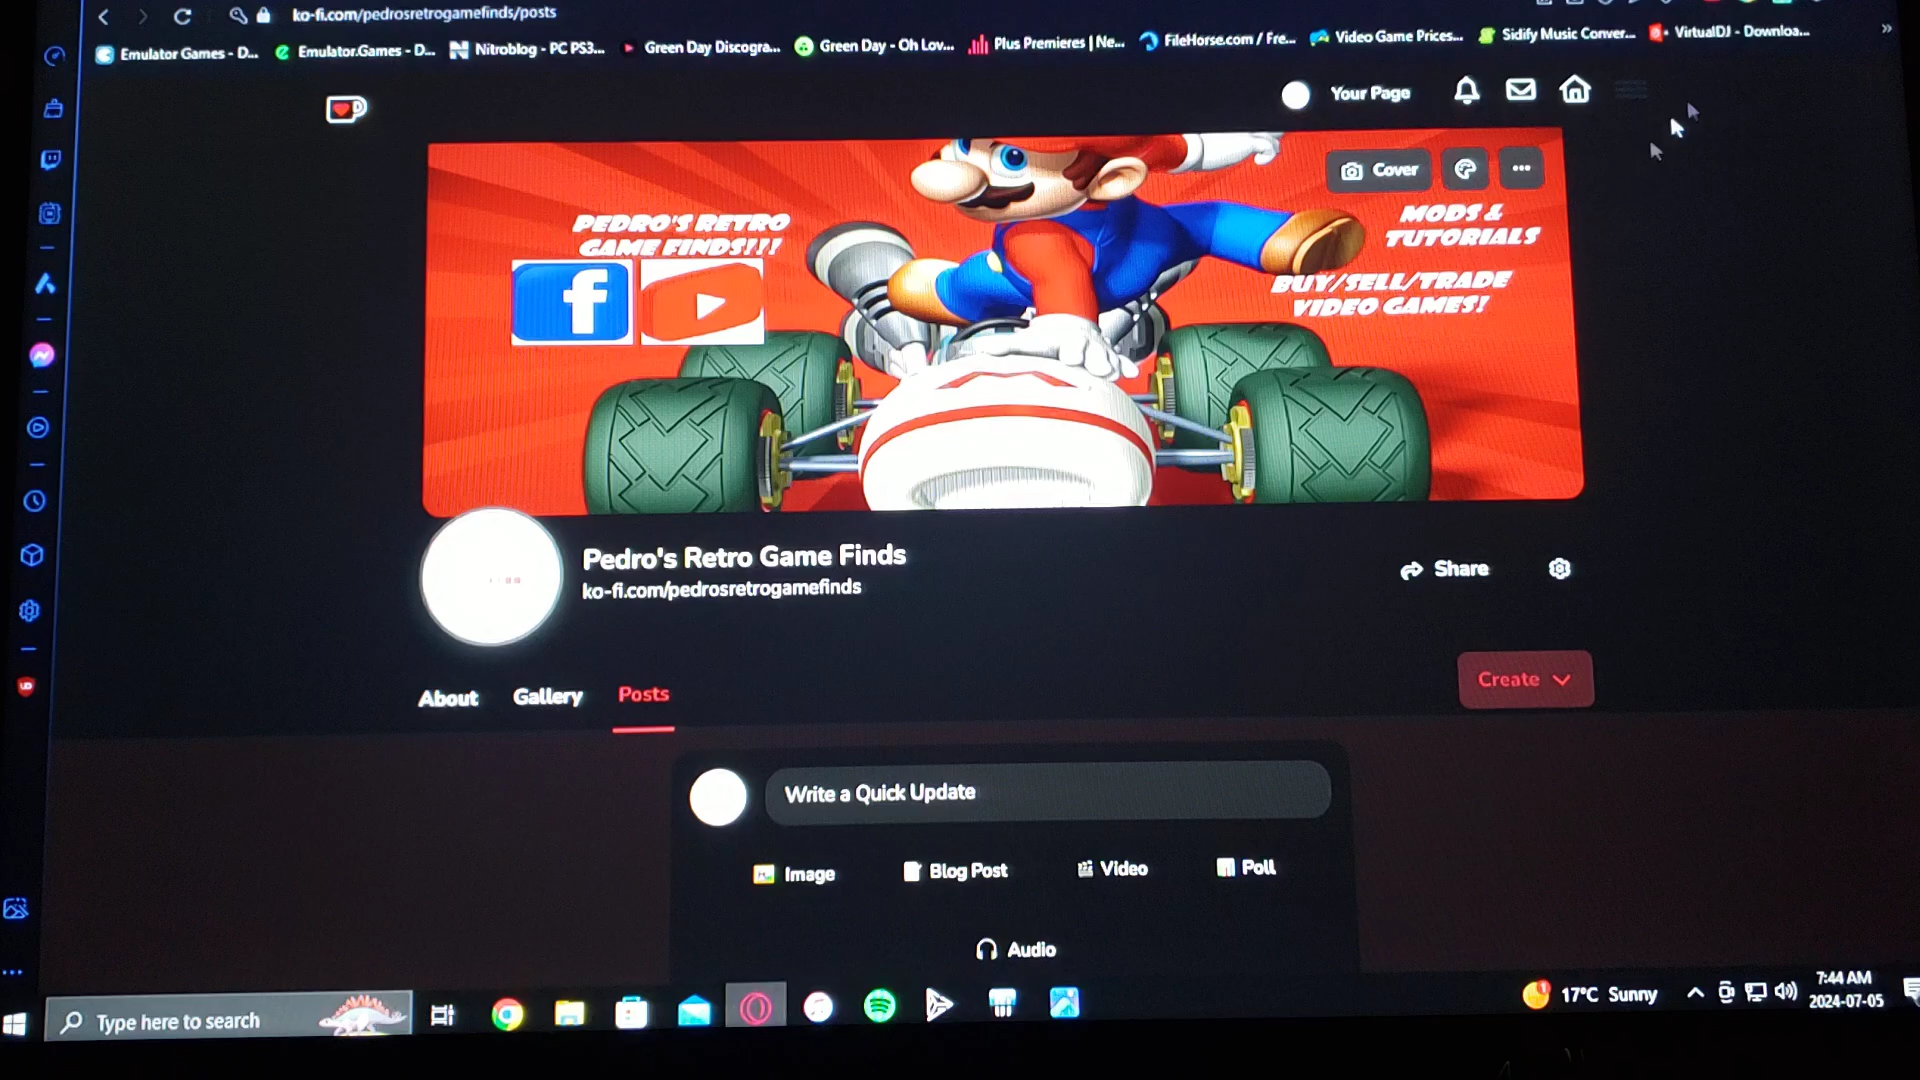 ko-fi.com/pedrosretrogamefinds/posts
Emulator Games - D... Emulator.Games - D... Nitroblog - PC PS3... Green Day Discogra... Green Day - Oh Lov... Plus Premieres | Ne... FileHorse.com / Fre... Video Game Prices... Sidify Music Conver... VirtualDJ - Downloa...
Your Page
Cover
PEDRO'S RETRO
GAME FINDS!!!
MODS &
TUTORIALS
BUY/SELL/TRADE
VIDEO GAMES!
Pedro's Retro Game Finds
ko-fi.com/pedrosretrogamefinds
Share
About Gallery Posts
Create
Write a Quick Update
Image Blog Post Video Poll
Audio
Type here to search
17°C Sunny
7:44 AM
2024-07-05